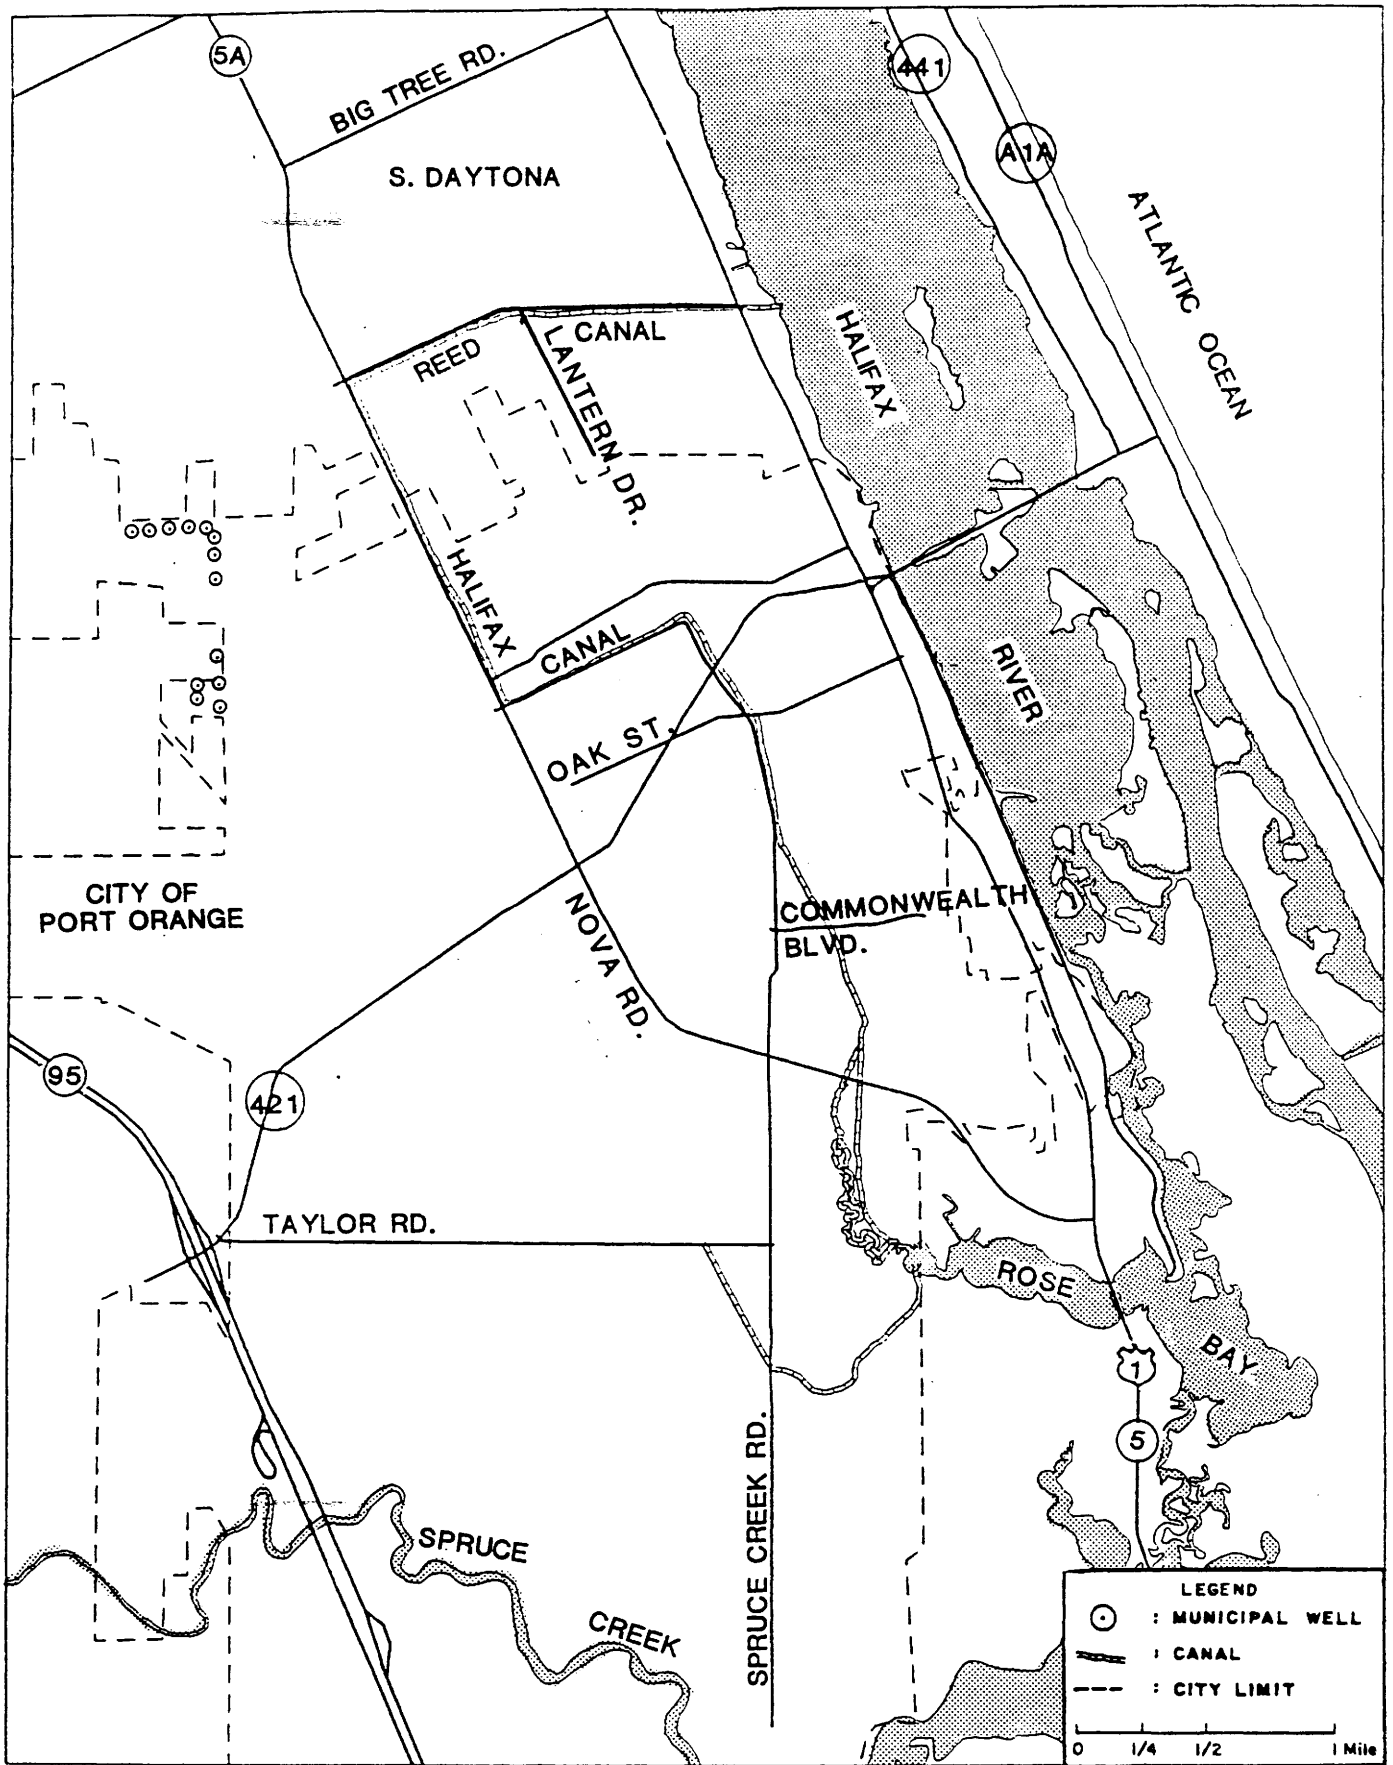 5A
BIG TREE RD.
441
A1A
S. DAYTONA
ATLANTIC OCEAN
HALIFAX
CANAL
REED
LANTERN DR.
HALIFAX
CANAL
RIVER
OAK ST.
CITY OF
PORT ORANGE
COMMONWEALTH
BLVD.
NOVA RD.
95
421
TAYLOR RD.
ROSE
BAY
1
5
SPRUCE CREEK RD.
SPRUCE
CREEK
LEGEND
: MUNICIPAL WELL
: CANAL
: CITY LIMIT
0 1/4 1/2 1 Mile